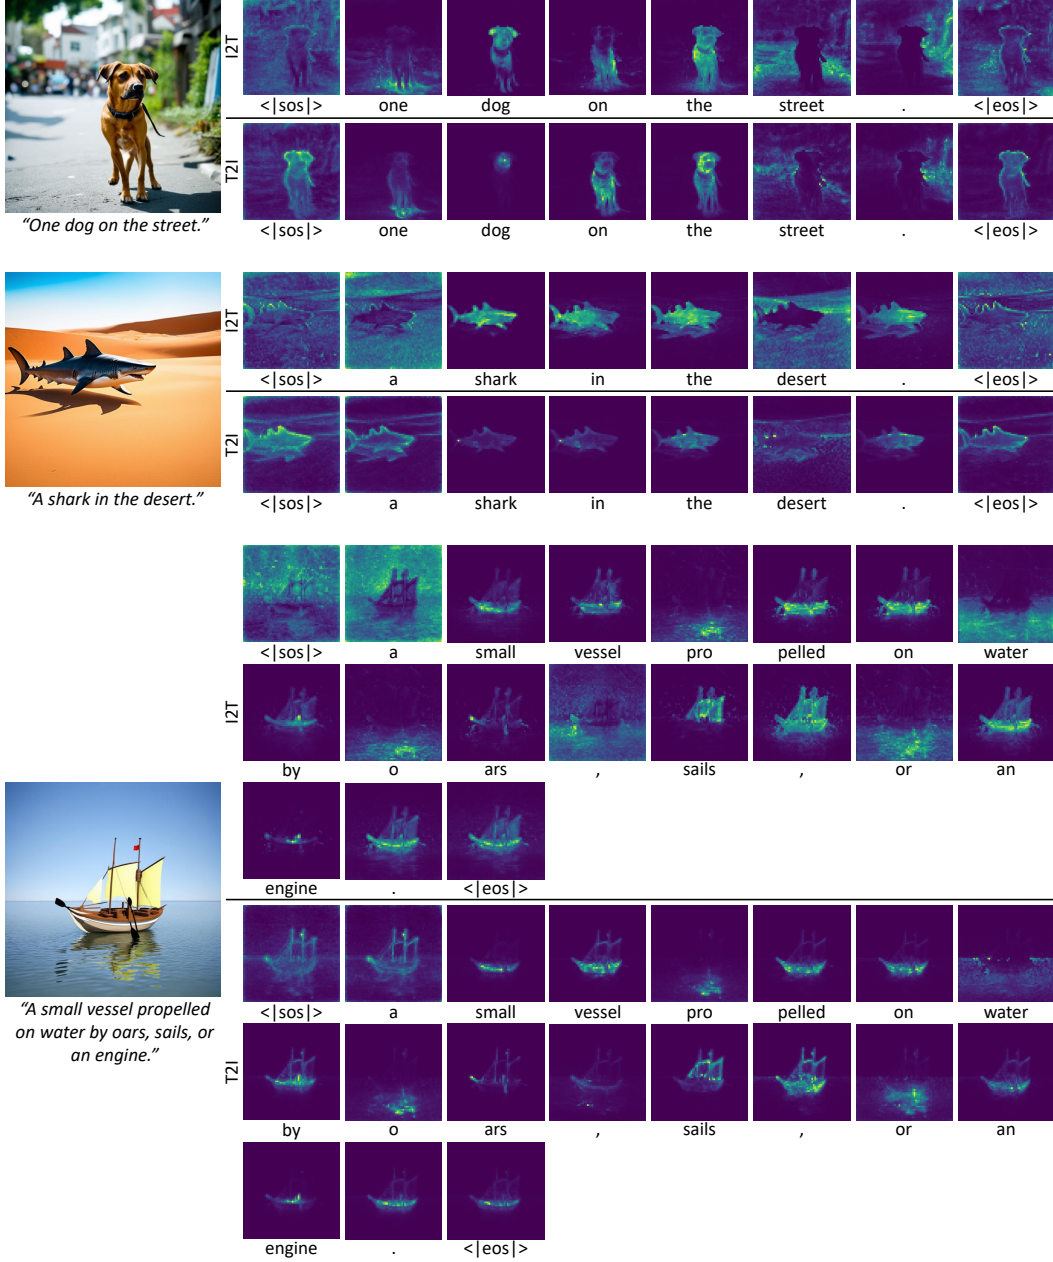 I2T
<|sos|> one dog on the street . <|eos|>
T2I
<|sos|> one dog on the street . <|eos|>
“One dog on the street.”
I2T
<|sos|> a shark in the desert . <|eos|>
T2I
<|sos|> a shark in the desert . <|eos|>
“A shark in the desert.”
I2T
<|sos|> a small vessel pro pelled on water
by o ars , sails , or an
engine . <|eos|>
“A small vessel propelled
on water by oars, sails, or
an engine.”
T2I
<|sos|> a small vessel pro pelled on water
by o ars , sails , or an
engine . <|eos|>